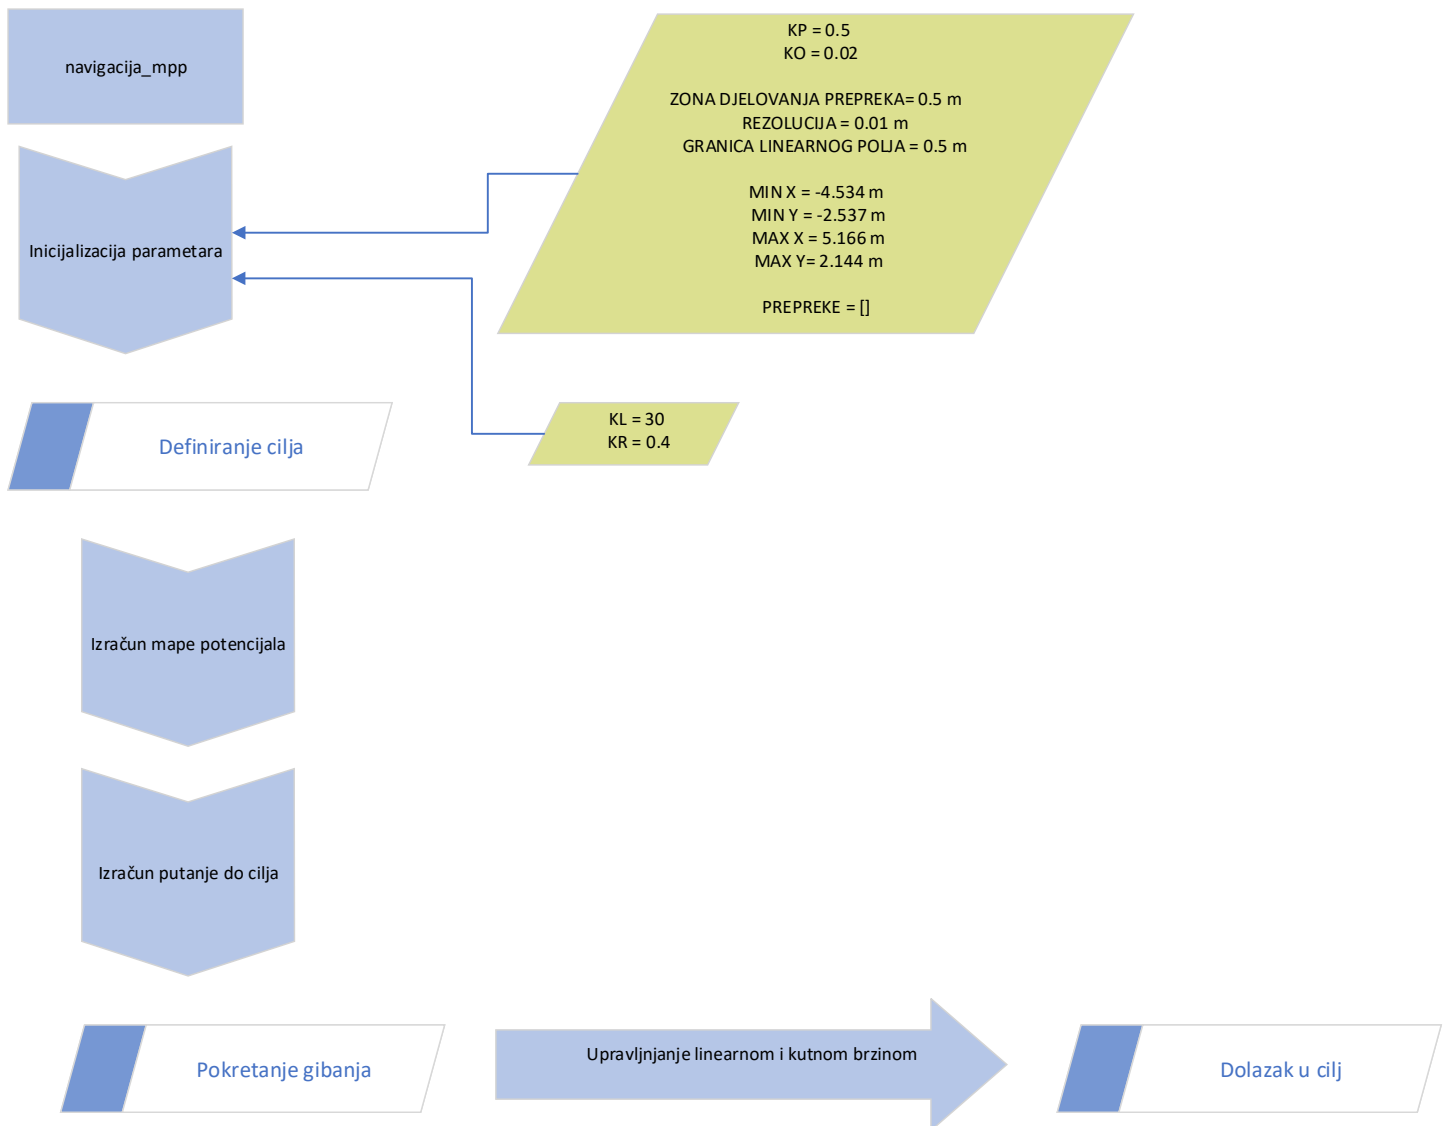 navigacija_mpp
KP = 0.5
KO = 0.02
ZONA DJELOVANJA PREPREKA= 0.5 m
REZOLUCIJA = 0.01 m
GRANICA LINEARNOG POLJA = 0.5 m
MIN X = -4.534 m
MIN Y = -2.537 m
MAX X = 5.166 m
MAX Y= 2.144 m
PREPREKE = []
Inicijalizacija parametara
KL = 30
KR = 0.4
Definiranje cilja
Izračun mape potencijala
Izračun putanje do cilja
Pokretanje gibanja
Upravljnjanje linearnom i kutnom brzinom
Dolazak u cilj